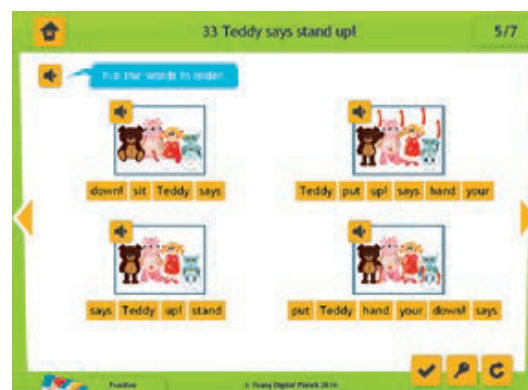 33 Teddy says stand up!
5/7
Put the words in order.
down! sit Teddy says
Teddy put up! says hand your
says Teddy up! stand
put Teddy hand your down! says
© Young Digital Planet 2014